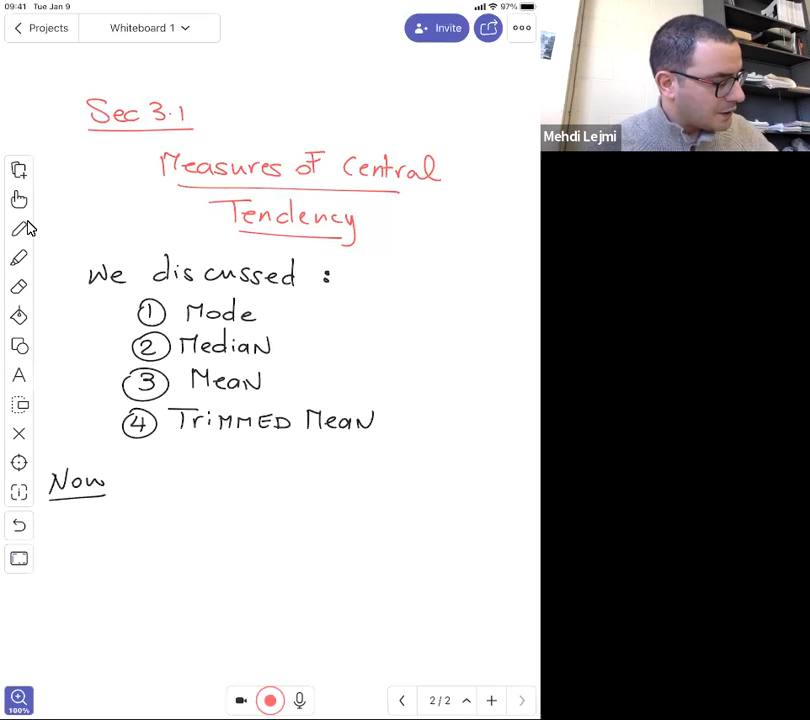 09:41 Tue Jan 9
97%
Projects
Whiteboard 1
Invite
Mehdi Lejmi
Sec 3.1
Measures of Central
Tendency
We discussed :
① Mode
② MediaN
③ MeaN
④ TriMMED MeaN
Now
A
100%
2 / 2